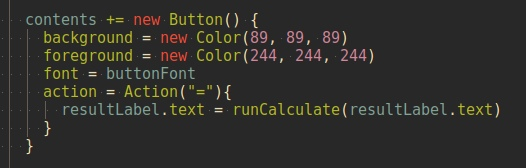 contents += new Button() {
background = new Color(89, 89, 89)
foreground = new Color(244, 244, 244)
font = buttonFont
action = Action("="){
resultLabel.text = runCalculate(resultLabel.text)
}
}